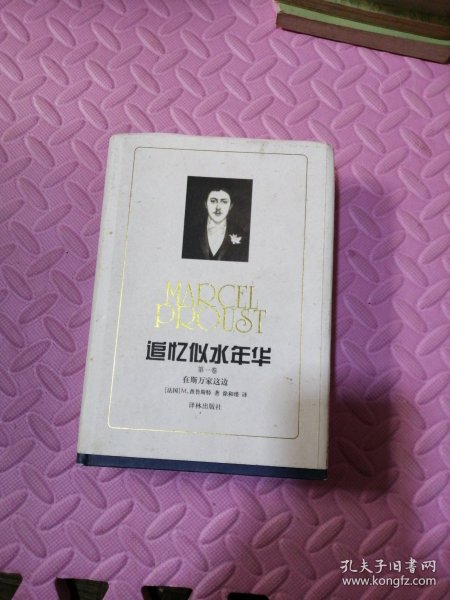 MARCEL
PROUST
追忆似水年华
第一卷
在斯万家这边
[法国]M.普鲁斯特 著 徐和瑾 译
译林出版社
孔夫子旧书网
www.kongfz.com